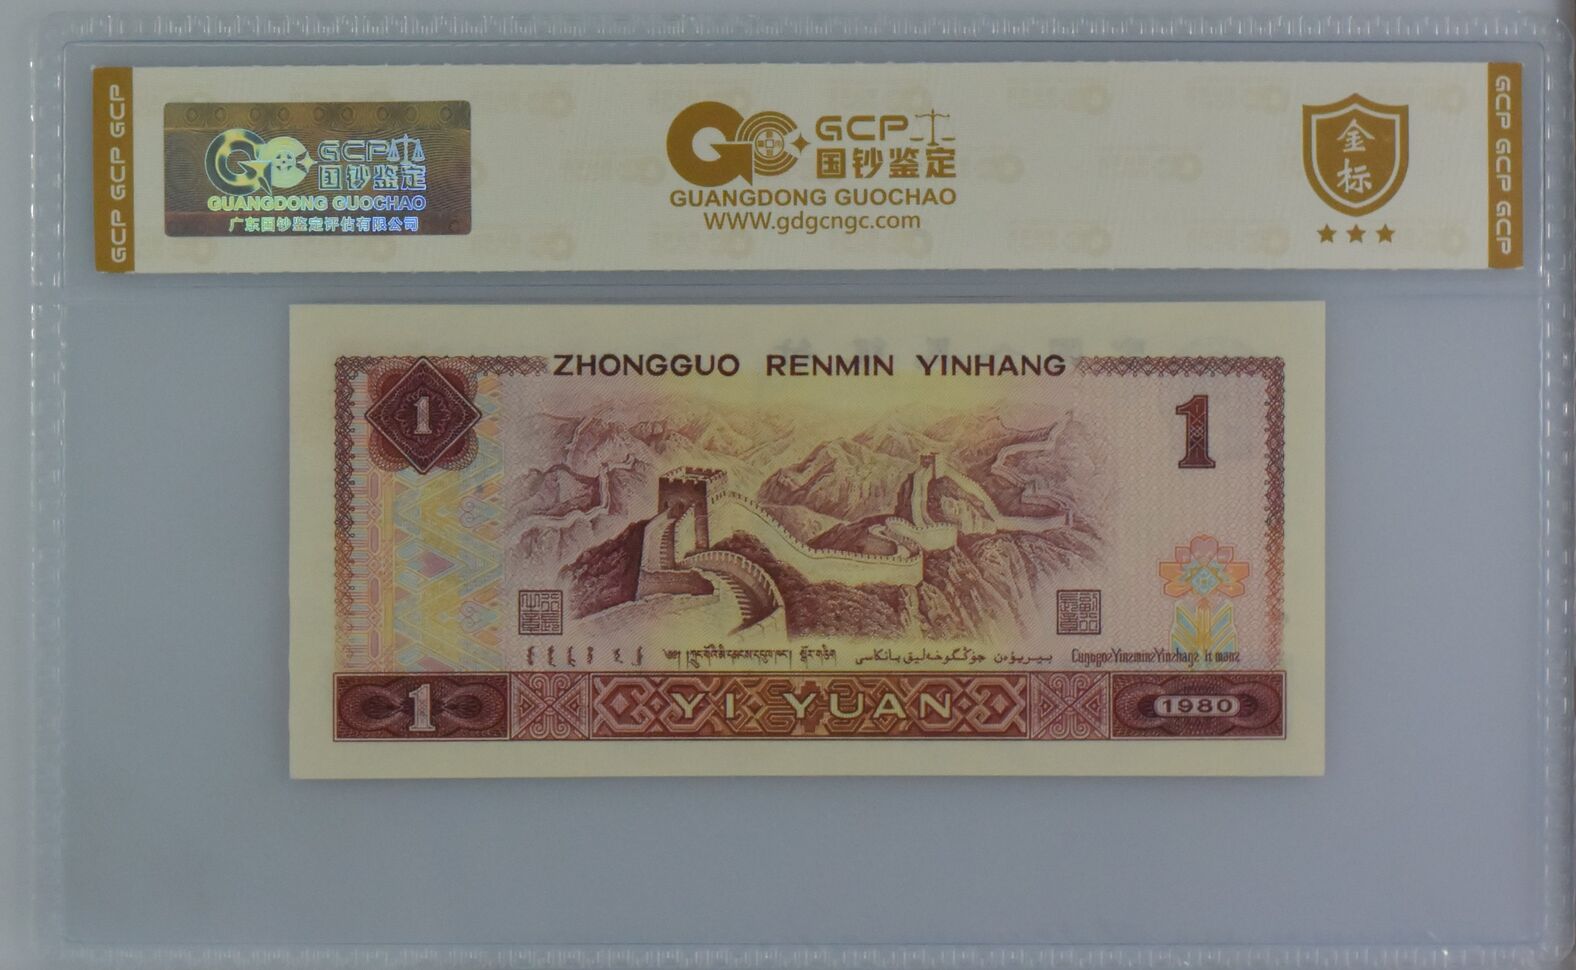 GCP GCP GCP
GCP
国钞鉴定
GUANGDONG GUOCHAO
广东国钞鉴定评估有限公司
GCP
国钞鉴定
GUANGDONG GUOCHAO
WWW.gdgcngc.com
金
标
GCP GCP GCP
ZHONGGUO RENMIN YINHANG
1
1
1
YI YUAN
1980